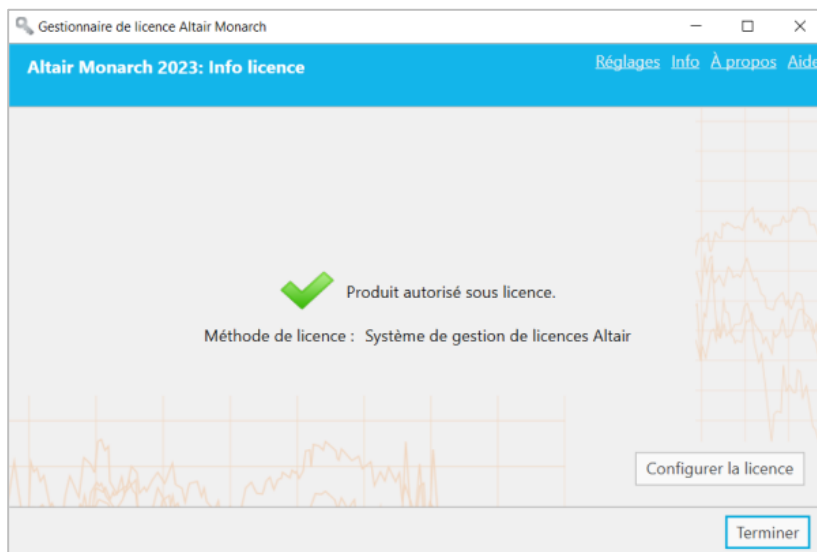 Gestionnaire de licence Altair Monarch
Altair Monarch 2023: Info licence
Réglages Info À propos Aide
Produit autorisé sous licence.
Méthode de licence : Système de gestion de licences Altair
Configurer la licence
Terminer